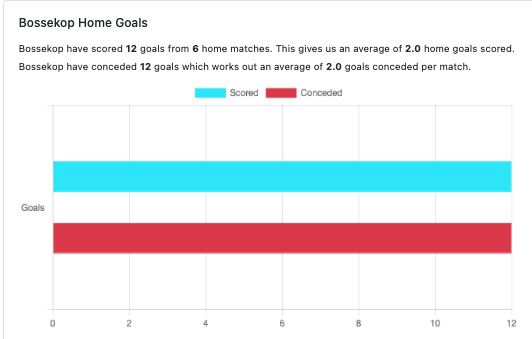 Bossekop Home Goals
Bossekop have scored 12 goals from 6 home matches. This gives us an average of 2.0 home goals scored.
Bossekop have conceded 12 goals which works out an average of 2.0 goals conceded per match.
Scored Conceded
Goals
0 2 4 6 8 10 12